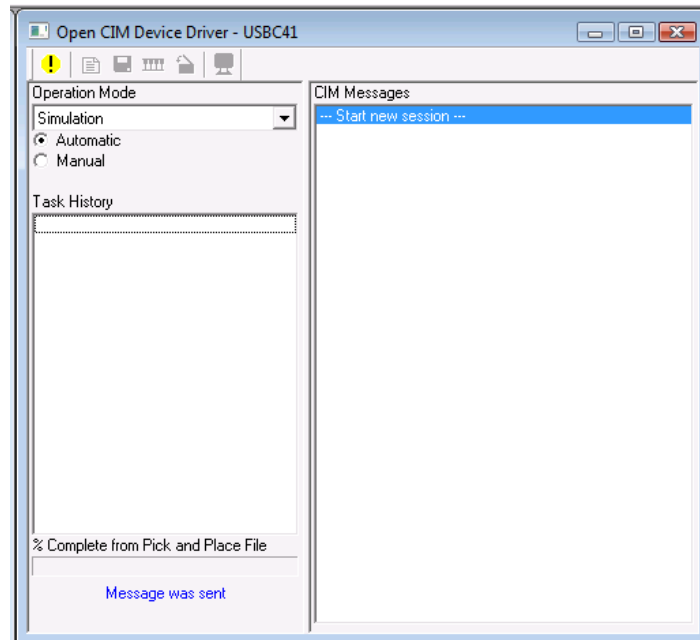 Open CIM Device Driver - USBC41
Operation Mode
Simulation
Automatic
Manual
Task History
% Complete from Pick and Place File
Message was sent
CIM Messages
--- Start new session ---